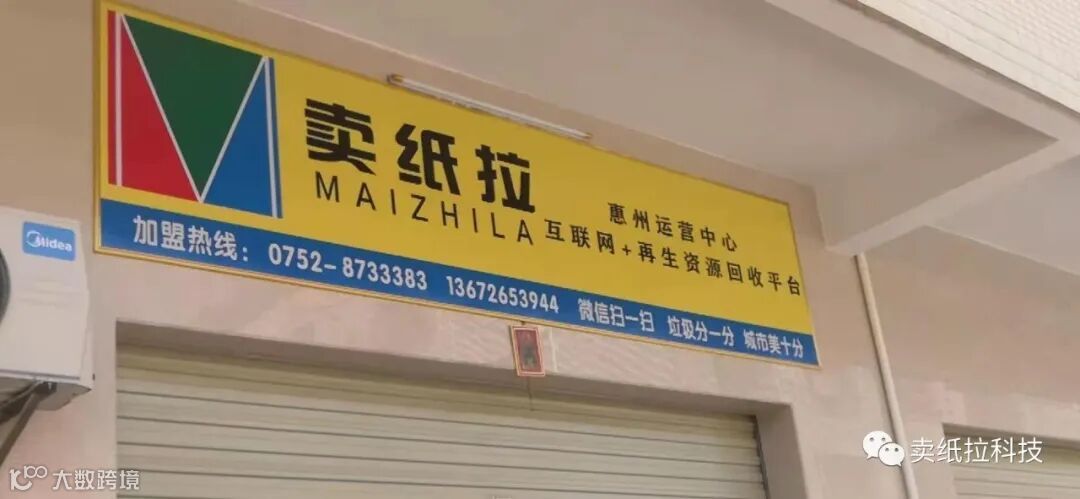 卖纸拉
MAIZHILA
惠州运营中心
互联网+再生资源回收平台
加盟热线：0752-8733383 13672653944 微信扫一扫 垃圾分一分 城市美十分
Midea
卖纸拉科技
大数跨境